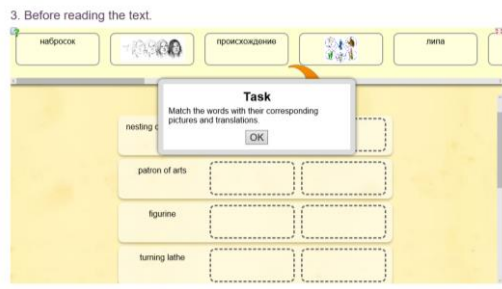 3. Before reading the text.
набросок
происхождение
липа
Task
Match the words with their corresponding
pictures and translations.
OK
nesting
patron of arts
figurine
turning lathe